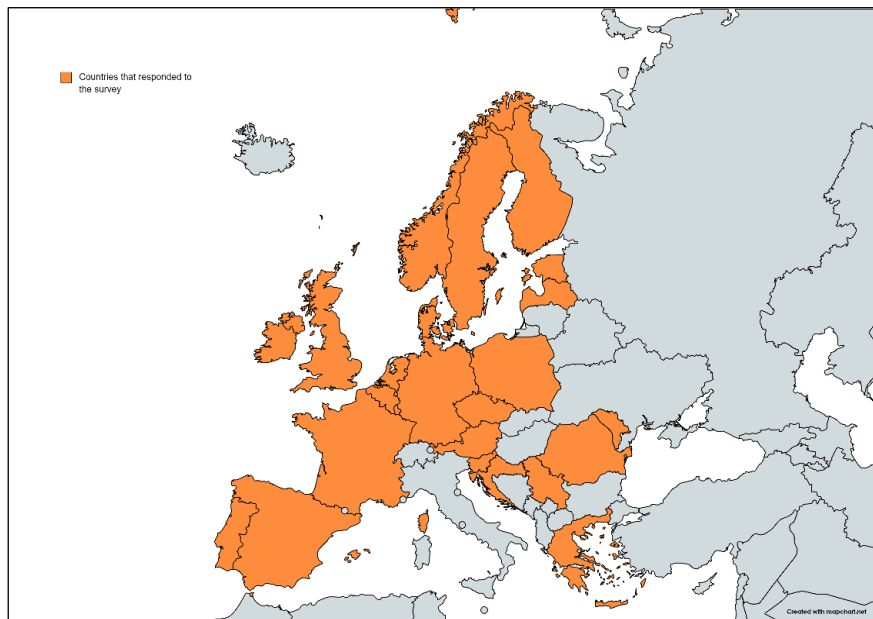 Countries that responded to
the survey
Created with mapchart.net